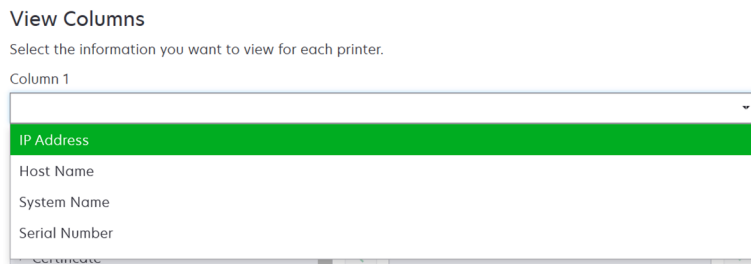 View Columns
Select the information you want to view for each printer.
Column 1
IP Address
Host Name
System Name
Serial Number
Certificate